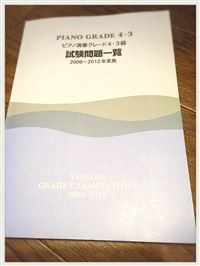 PIANO GRADE 4・3
ピアノ演奏グレード4・3級
試験問題一覧
2006〜2012年実施
YAMAHA
GRADE EXAMINATIONS
2006-2012